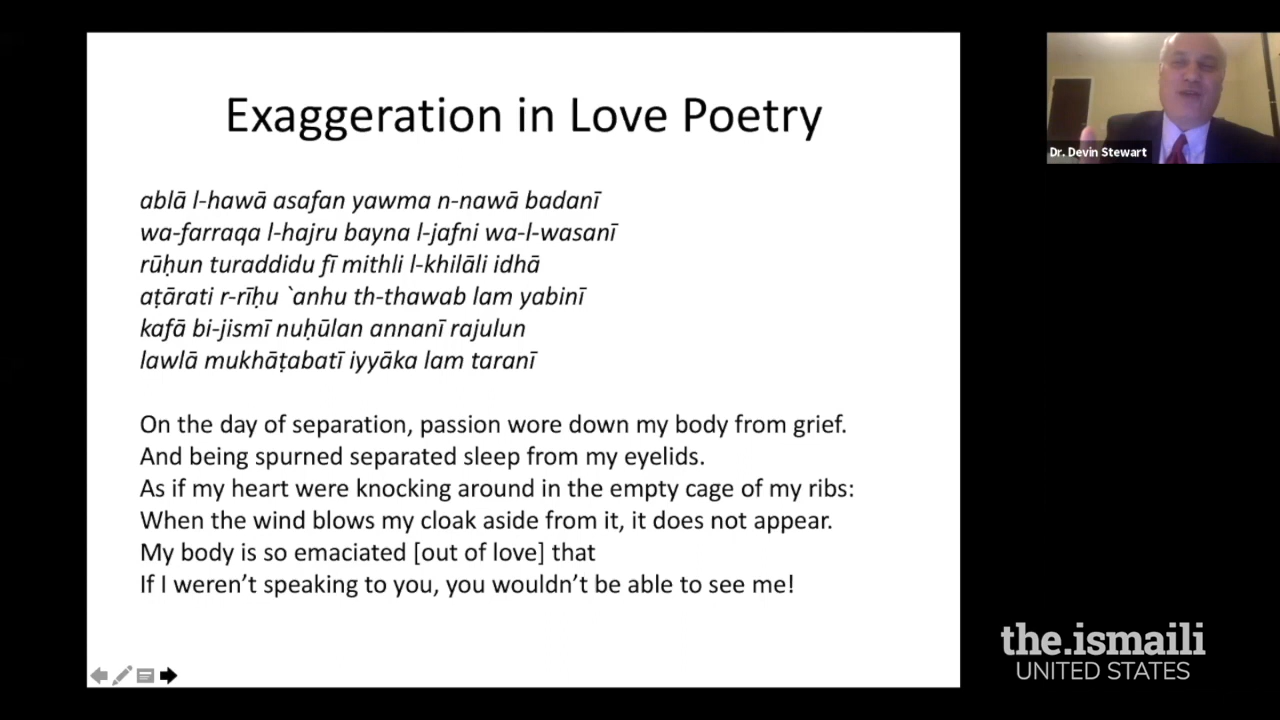 Exaggeration in Love Poetry
ablā l-hawā asafan yawma n-nawā badanī
wa-farraqa l-hajru bayna l-jafni wa-l-wasanī
rūḥun turaddidu fī mithli l-khilāli idhā
aṭārati r-rīḥu `anhu th-thawab lam yabinī
kafā bi-jismī nuḥūlan annanī rajulun
lawlā mukhāṭabatī iyyāka lam taranī
On the day of separation, passion wore down my body from grief.
And being spurned separated sleep from my eyelids.
As if my heart were knocking around in the empty cage of my ribs:
When the wind blows my cloak aside from it, it does not appear.
My body is so emaciated [out of love] that
If I weren't speaking to you, you wouldn't be able to see me!
Dr. Devin Stewart
the.ismaili
UNITED STATES